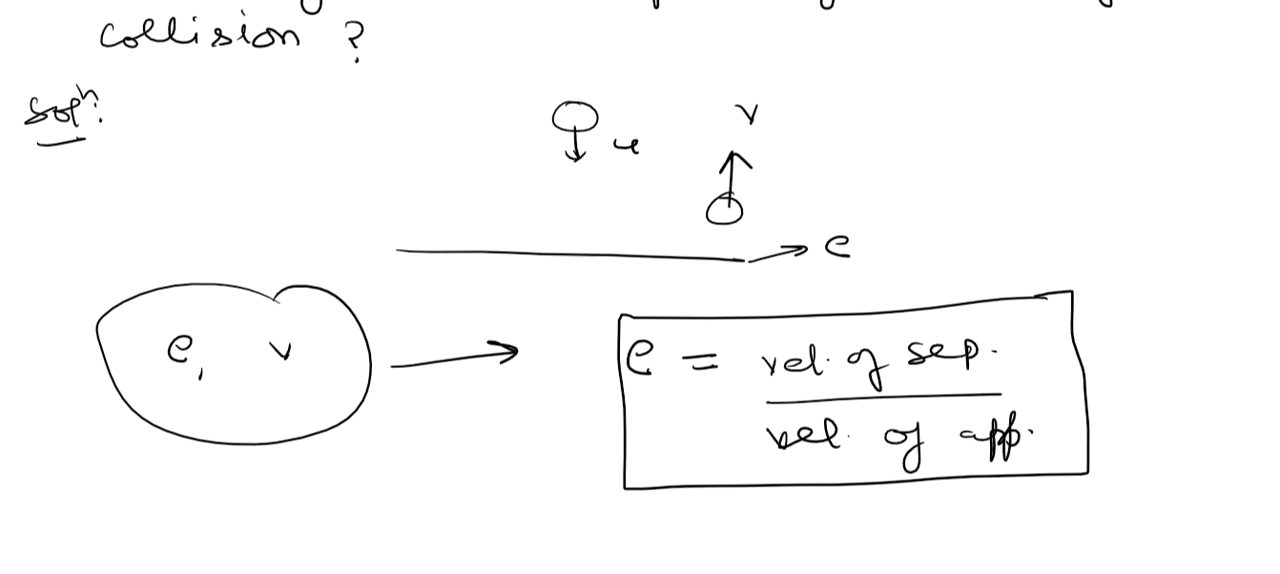 collision ?
Solⁿ:
u
v
e
e, v
e = vel. of sep.
vel. of app.